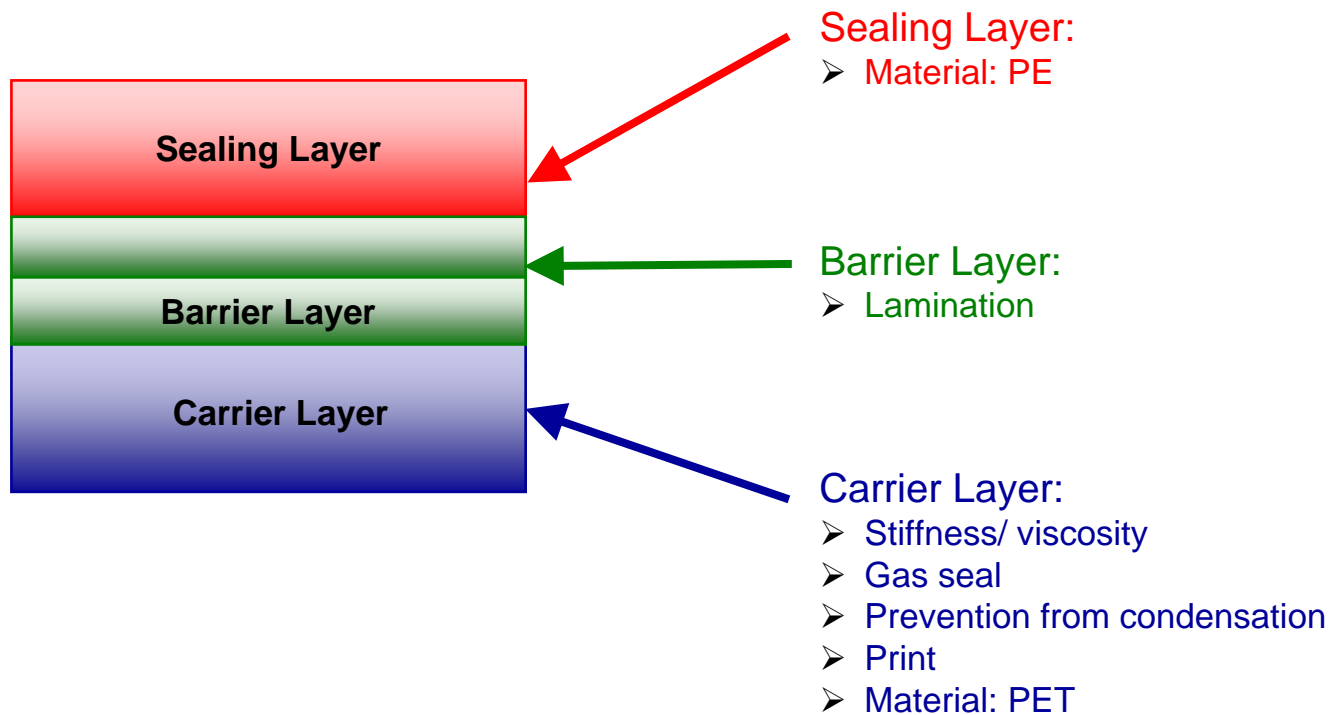 Sealing Layer
Barrier Layer
Carrier Layer
Sealing Layer:
➢ Material: PE
Barrier Layer:
➢ Lamination
Carrier Layer:
➢ Stiffness/ viscosity
➢ Gas seal
➢ Prevention from condensation
➢ Print
➢ Material: PET